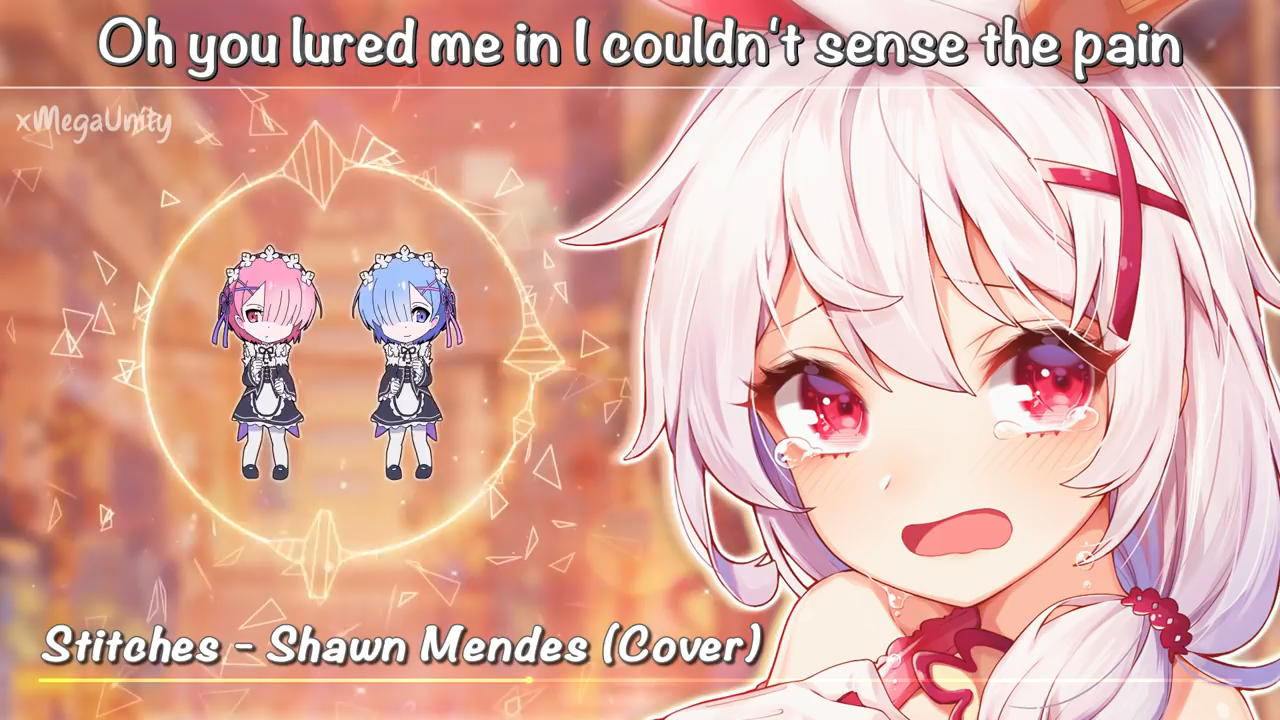 Oh you lured me in I couldn't sense the pain
xMegaUnity
Stitches - Shawn Mendes (Cover)